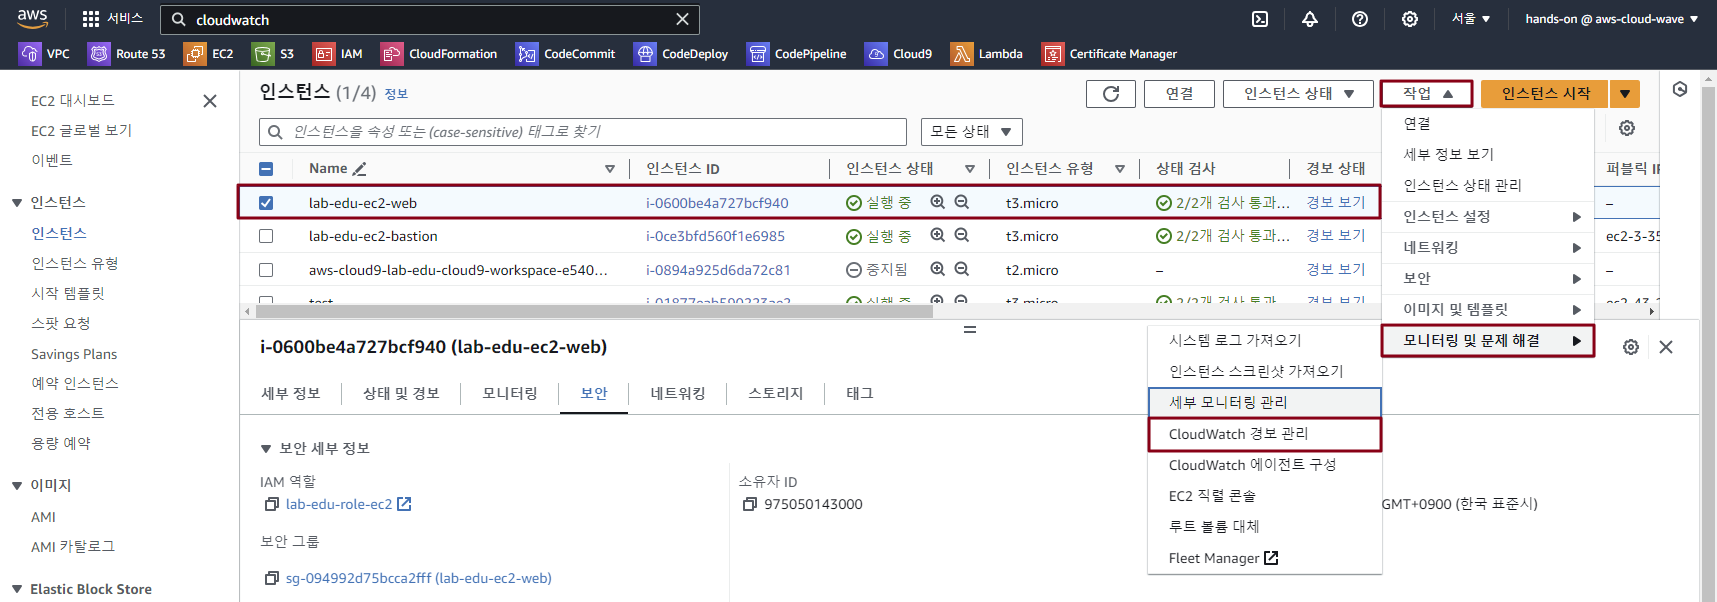 aws
서비스
cloudwatch
서울 ▼
hands-on @ aws-cloud-wave ▼
VPC
Route 53
EC2
S3
IAM
CloudFormation
CodeCommit
CodeDeploy
CodePipeline
Cloud9
Lambda
Certificate Manager
EC2 대시보드
EC2 글로벌 보기
이벤트
인스턴스
인스턴스
인스턴스 유형
시작 템플릿
스팟 요청
Savings Plans
예약 인스턴스
전용 호스트
용량 예약
이미지
AMI
AMI 카탈로그
Elastic Block Store
인스턴스 (1/4) 정보
연결
인스턴스 상태 ▼
작업 ▲
인스턴스 시작 ▼
인스턴스을 속성 또는 (case-sensitive) 태그로 찾기
모든 상태 ▼
Name 인스턴스 ID 인스턴스 상태 인스턴스 유형 상태 검사 경보 상태 퍼블릭 IP
lab-edu-ec2-web i-0600be4a727bcf940 실행 중 t3.micro 2/2개 검사 통과... 경보 보기 –
lab-edu-ec2-bastion i-0ce3bfd560f1e6985 실행 중 t3.micro 2/2개 검사 통과... 경보 보기 ec2-3-35
aws-cloud9-lab-edu-cloud9-workspace-e540... i-0894a925d6da72c81 중지됨 t2.micro – 경보 보기 –
test 실행 중 t3.micro 2/2개 검사 통과... 경보 보기
연결
세부 정보 보기
인스턴스 상태 관리
인스턴스 설정
네트워킹
보안
이미지 및 템플릿
모니터링 및 문제 해결
시스템 로그 가져오기
인스턴스 스크린샷 가져오기
세부 모니터링 관리
CloudWatch 경보 관리
CloudWatch 에이전트 구성
EC2 직렬 콘솔
루트 볼륨 대체
Fleet Manager
i-0600be4a727bcf940 (lab-edu-ec2-web)
세부 정보
상태 및 경보
모니터링
보안
네트워킹
스토리지
태그
보안 세부 정보
IAM 역할
lab-edu-role-ec2
소유자 ID
975050143000
GMT+0900 (한국 표준시)
보안 그룹
sg-094992d75bcca2fff (lab-edu-ec2-web)